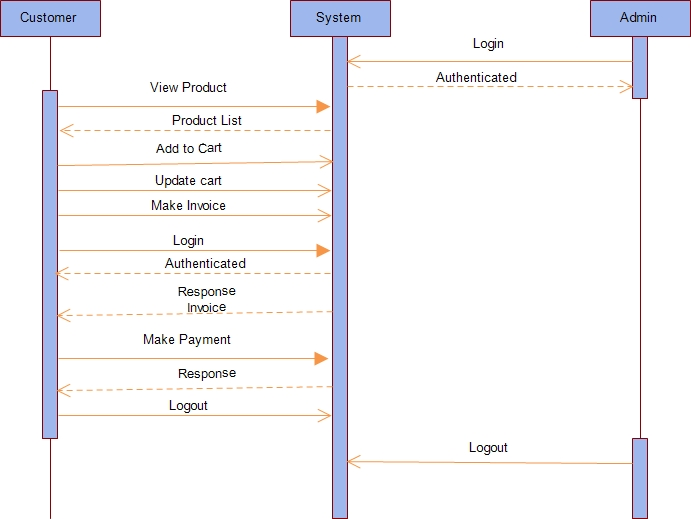 Customer
System
Admin
Login
Authenticated
View Product
Product List
Add to Cart
Update cart
Make Invoice
Login
Authenticated
Response
Invoice
Make Payment
Response
Logout
Logout